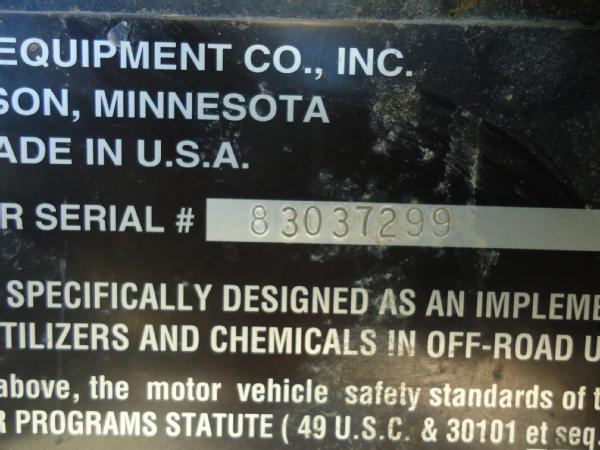 EQUIPMENT CO., INC.
SON, MINNESOTA
ADE IN U.S.A.
R SERIAL # 83037299
SPECIFICALLY DESIGNED AS AN IMPLEME
TILIZERS AND CHEMICALS IN OFF-ROAD U
above, the motor vehicle safety standards of t
R PROGRAMS STATUTE ( 49 U.S.C. & 30101 et seq.